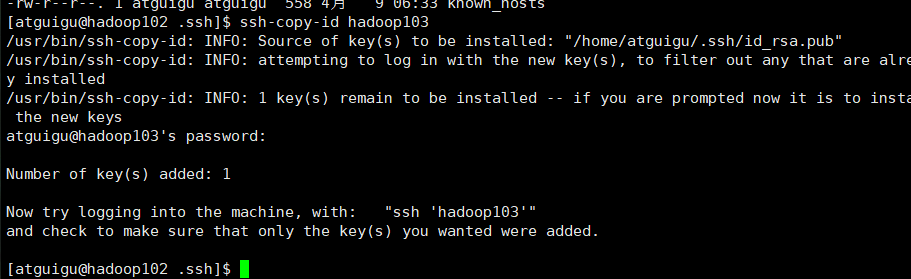 -rw-r--r--. 1 atguigu atguigu  558 4月   9 06:33 known_hosts
[atguigu@hadoop102 .ssh]$ ssh-copy-id hadoop103
/usr/bin/ssh-copy-id: INFO: Source of key(s) to be installed: "/home/atguigu/.ssh/id_rsa.pub"
/usr/bin/ssh-copy-id: INFO: attempting to log in with the new key(s), to filter out any that are alre
y installed
/usr/bin/ssh-copy-id: INFO: 1 key(s) remain to be installed -- if you are prompted now it is to insta
 the new keys
atguigu@hadoop103's password:
Number of key(s) added: 1
Now try logging into the machine, with:   "ssh 'hadoop103'"
and check to make sure that only the key(s) you wanted were added.
[atguigu@hadoop102 .ssh]$